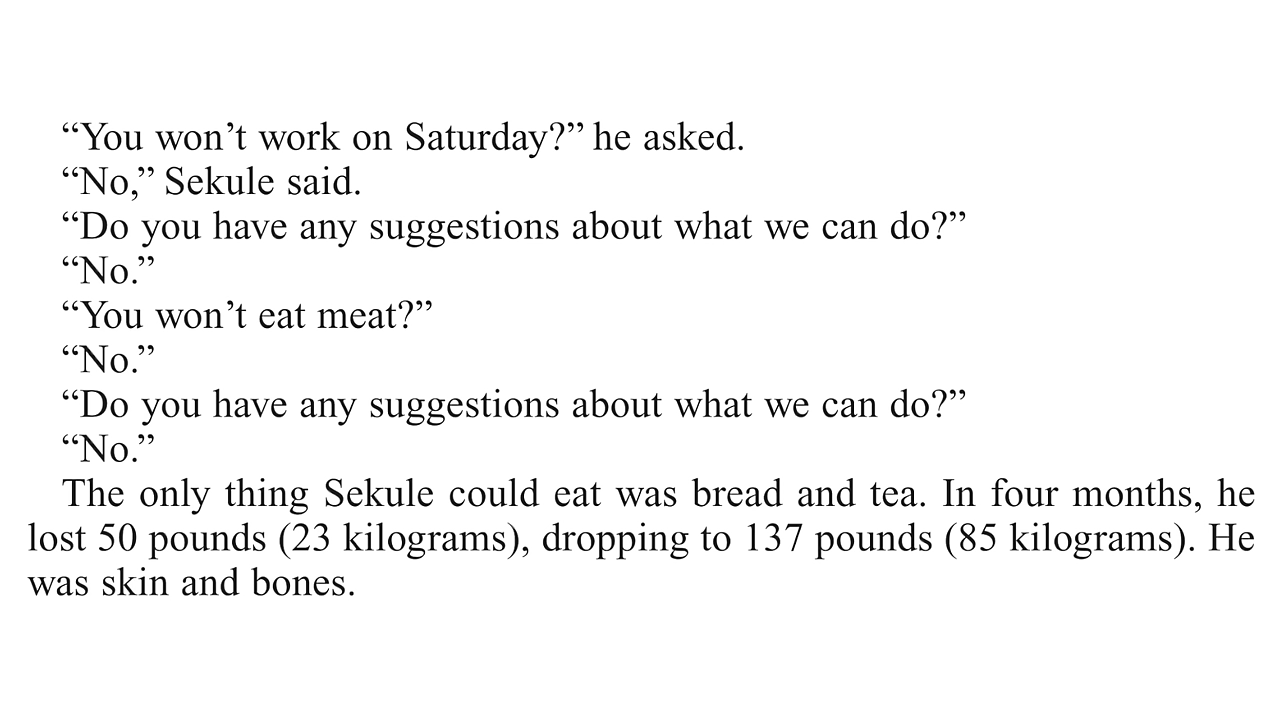 “You won’t work on Saturday?” he asked.
“No,” Sekule said.
“Do you have any suggestions about what we can do?”
“No.”
“You won’t eat meat?”
“No.”
“Do you have any suggestions about what we can do?”
“No.”
The only thing Sekule could eat was bread and tea. In four months, he
lost 50 pounds (23 kilograms), dropping to 137 pounds (85 kilograms). He
was skin and bones.